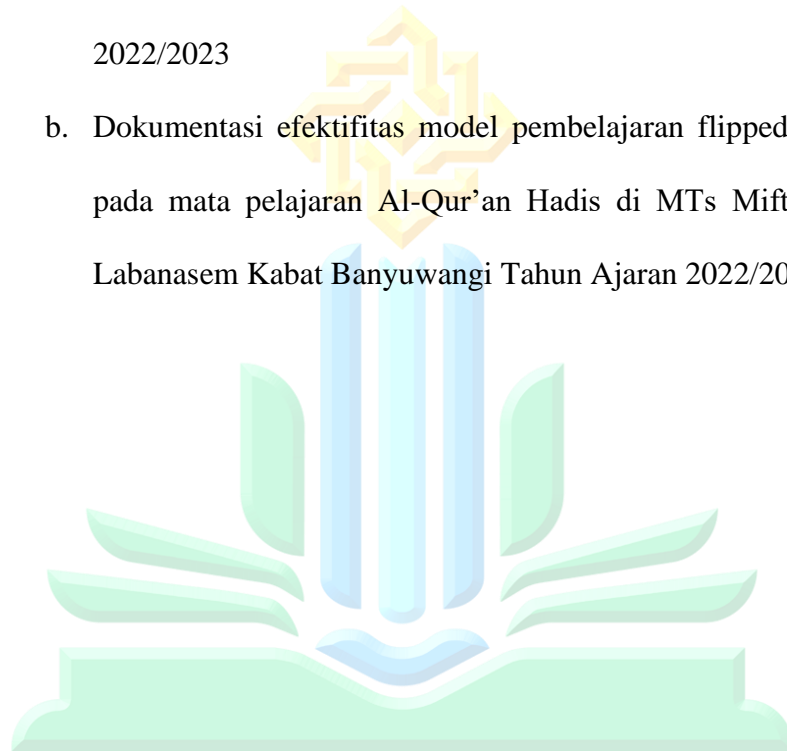 2022/2023
b. Dokumentasi efektifitas model pembelajaran flipped
pada mata pelajaran Al-Qur’an Hadis di MTs Mift
Labanasem Kabat Banyuwangi Tahun Ajaran 2022/20